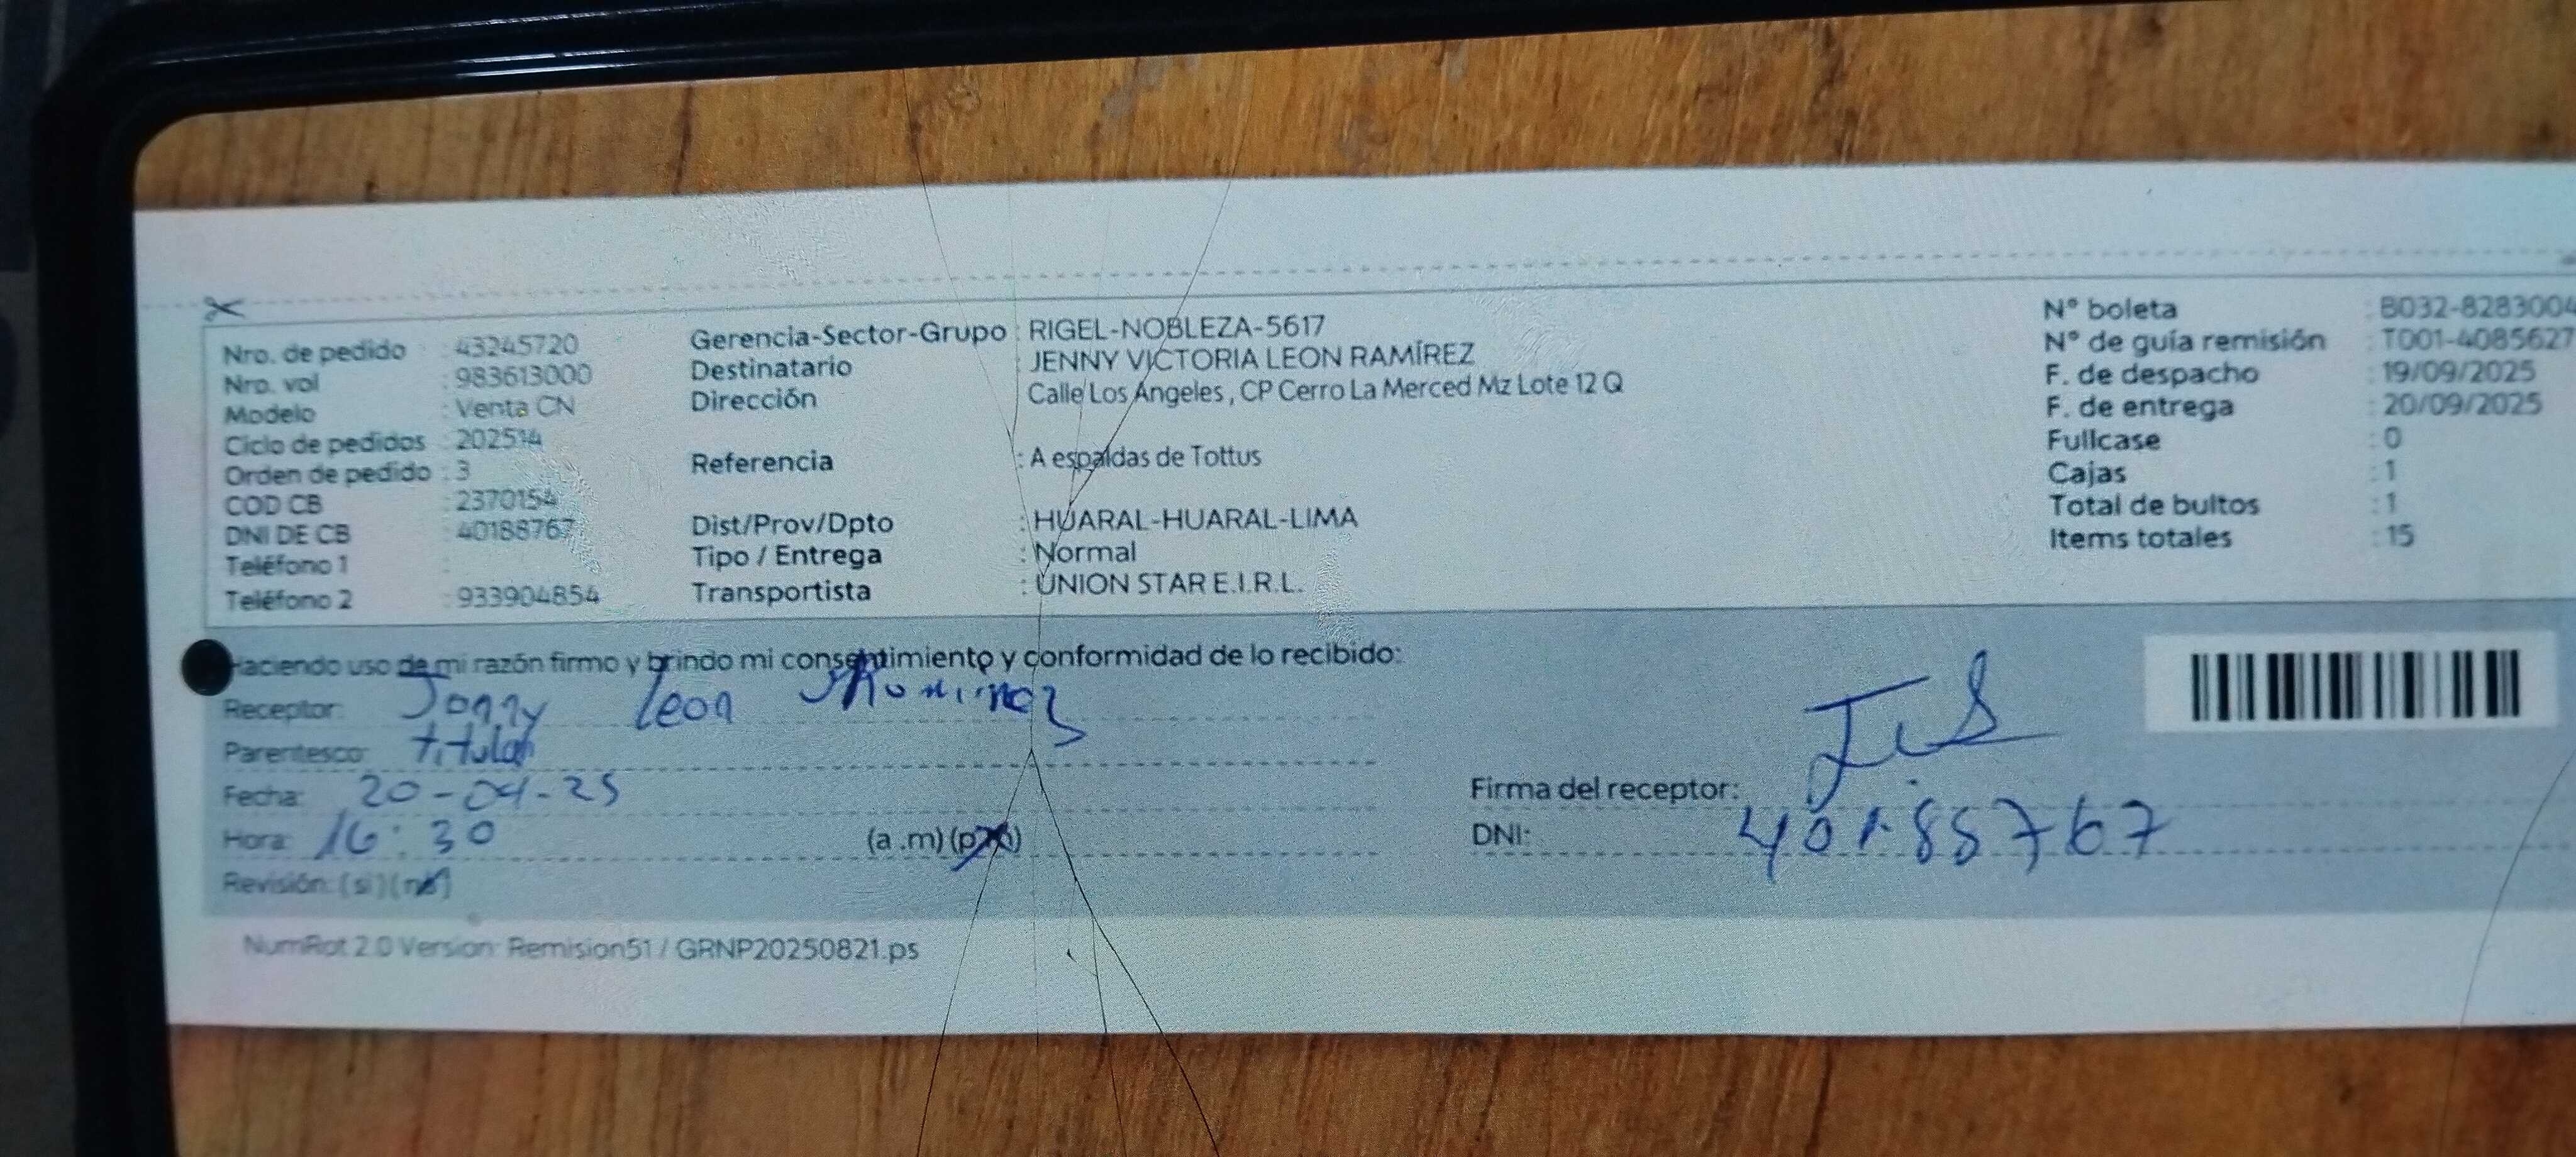 Nro. de pedido : 43245720
Nro. vol : 983613000
Modelo : Venta CN
Ciclo de pedidos : 202514
Orden de pedido : 3
COD CB : 2370154
DNI DE CB : 40188767
Teléfono 1 :
Teléfono 2 : 933904854
Gerencia-Sector-Grupo : RIGEL-NOBLEZA-5617
Destinatario : JENNY VICTORIA LEON RAMÍREZ
Dirección : Calle Los Angeles , CP Cerro La Merced Mz Lote 12 Q
Referencia : A espaldas de Tottus
Dist/Prov/Dpto : HUARAL-HUARAL-LIMA
Tipo / Entrega : Normal
Transportista : UNION STAR E.I.R.L.
N° boleta : B032-8283004
N° de guía remisión : T001-4085627
F. de despacho : 19/09/2025
F. de entrega : 20/09/2025
Fullcase : 0
Cajas : 1
Total de bultos : 1
Items totales : 15
Haciendo uso de mi razón firmo y brindo mi consentimiento y conformidad de lo recibido:
Receptor: Jenny Leon
Parentesco: titular
Fecha: 20-09-25
Hora: 16:30 (a.m) (p.m)
Revisión: (si) (no)
Firma del receptor:
DNI: 40188767
NumRot 2.0 Version: Remision51 / GRNP20250821.ps